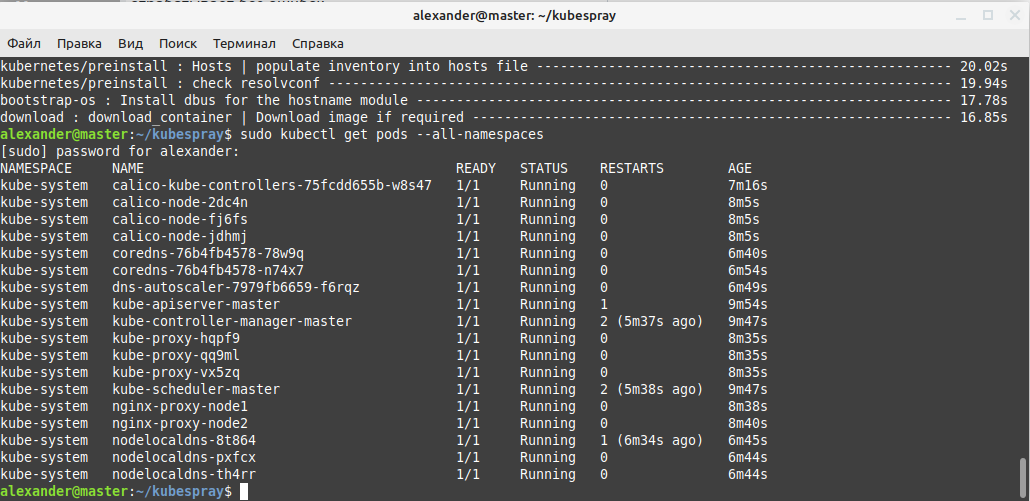 alexander@master: ~/kubespray
Файл Правка Вид Поиск Терминал Справка
kubernetes/preinstall : Hosts | populate inventory into hosts file ---------------------------------------------------- 20.02s
kubernetes/preinstall : check resolvconf ------------------------------------------------------------------------------ 19.94s
bootstrap-os : Install dbus for the hostname module ------------------------------------------------------------------- 17.78s
download : download_container | Download image if required ------------------------------------------------------------ 16.85s
alexander@master:~/kubespray$ sudo kubectl get pods --all-namespaces
[sudo] password for alexander:
NAMESPACE     NAME                                       READY   STATUS    RESTARTS        AGE
kube-system   calico-kube-controllers-75fcdd655b-w8s47   1/1     Running   0               7m16s
kube-system   calico-node-2dc4n                          1/1     Running   0               8m5s
kube-system   calico-node-fj6fs                          1/1     Running   0               8m5s
kube-system   calico-node-jdhmj                          1/1     Running   0               8m5s
kube-system   coredns-76b4fb4578-78w9q                   1/1     Running   0               6m40s
kube-system   coredns-76b4fb4578-n74x7                   1/1     Running   0               6m54s
kube-system   dns-autoscaler-7979fb6659-f6rqz            1/1     Running   0               6m49s
kube-system   kube-apiserver-master                      1/1     Running   1               9m54s
kube-system   kube-controller-manager-master             1/1     Running   2 (5m37s ago)   9m47s
kube-system   kube-proxy-hqpf9                           1/1     Running   0               8m35s
kube-system   kube-proxy-qq9ml                           1/1     Running   0               8m35s
kube-system   kube-proxy-vx5zq                           1/1     Running   0               8m35s
kube-system   kube-scheduler-master                      1/1     Running   2 (5m38s ago)   9m47s
kube-system   nginx-proxy-node1                          1/1     Running   0               8m38s
kube-system   nginx-proxy-node2                          1/1     Running   0               8m40s
kube-system   nodelocaldns-8t864                         1/1     Running   1 (6m34s ago)   6m45s
kube-system   nodelocaldns-pxfcx                         1/1     Running   0               6m44s
kube-system   nodelocaldns-th4rr                         1/1     Running   0               6m44s
alexander@master:~/kubespray$